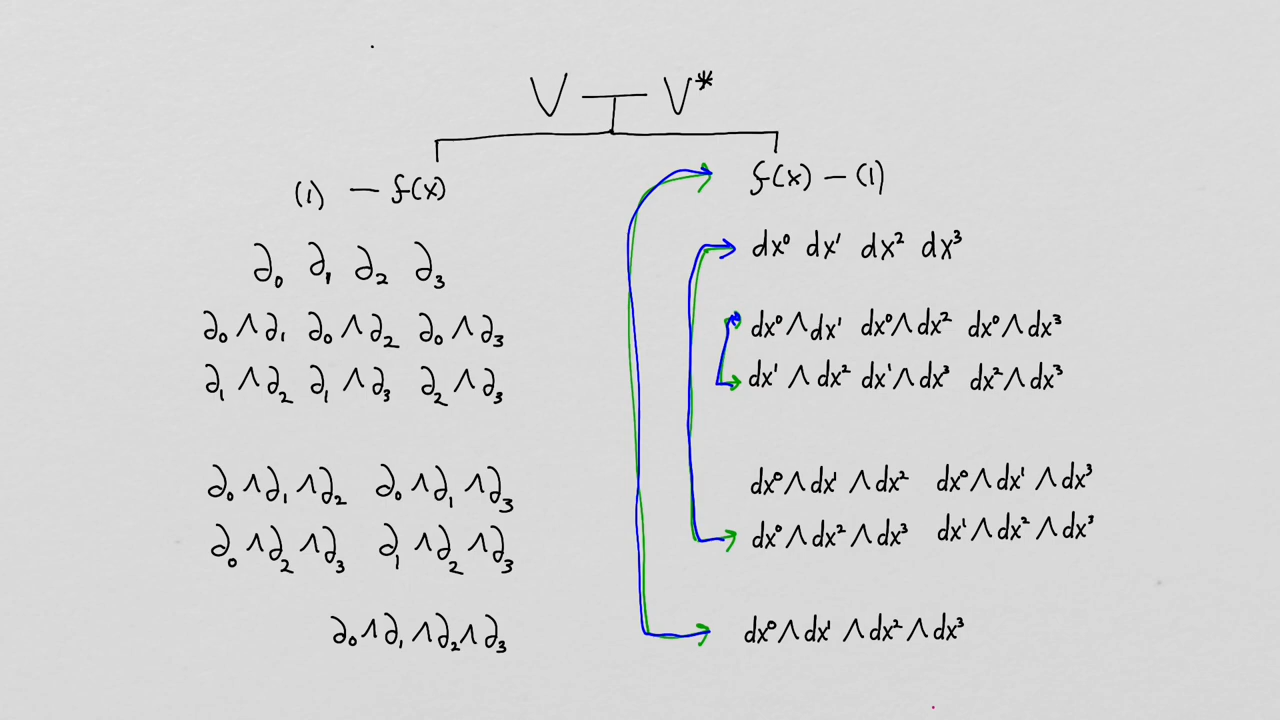 V — V*
(1) — f(x)
f(x) — (1)
∂₀ ∂₁ ∂₂ ∂₃
dx⁰ dx¹ dx² dx³
∂₀ ∧ ∂₁ ∂₀ ∧ ∂₂ ∂₀ ∧ ∂₃
dx⁰ ∧ dx¹ dx⁰ ∧ dx² dx⁰ ∧ dx³
∂₁ ∧ ∂₂ ∂₁ ∧ ∂₃ ∂₂ ∧ ∂₃
dx¹ ∧ dx² dx¹ ∧ dx³ dx² ∧ dx³
∂₀ ∧ ∂₁ ∧ ∂₂ ∂₀ ∧ ∂₁ ∧ ∂₃
dx⁰ ∧ dx¹ ∧ dx² dx⁰ ∧ dx¹ ∧ dx³
∂₀ ∧ ∂₂ ∧ ∂₃ ∂₁ ∧ ∂₂ ∧ ∂₃
dx⁰ ∧ dx² ∧ dx³ dx¹ ∧ dx² ∧ dx³
∂₀ ∧ ∂₁ ∧ ∂₂ ∧ ∂₃
dx⁰ ∧ dx¹ ∧ dx² ∧ dx³